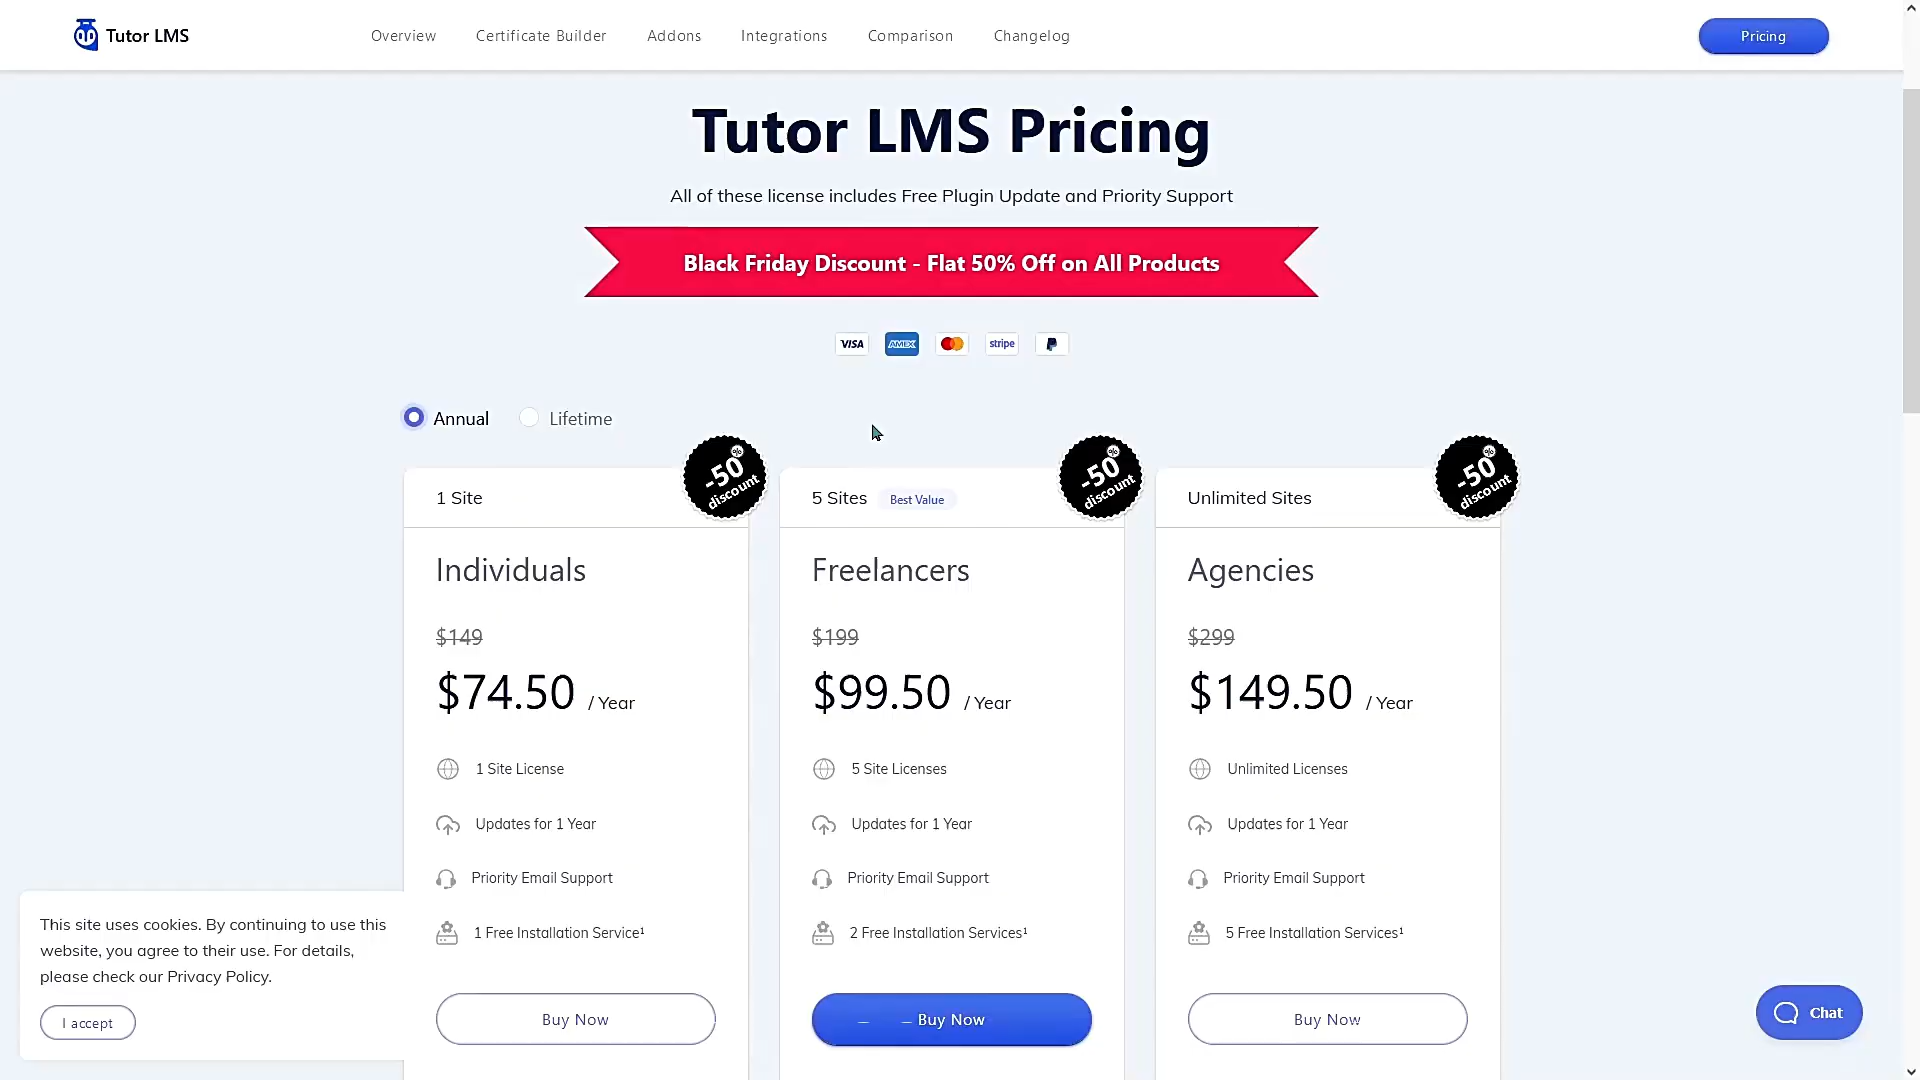 Tutor LMS
Overview
Certificate Builder
Addons
Integrations
Comparison
Changelog
Pricing
Tutor LMS Pricing
All of these license includes Free Plugin Update and Priority Support
Black Friday Discount - Flat 50% Off on All Products
VISA
AMEX
stripe
Annual
Lifetime
1 Site
-50%
discount
5 Sites
Best Value
-50%
discount
Unlimited Sites
-50%
discount
Individuals
$149
$74.50 / Year
1 Site License
Updates for 1 Year
Priority Email Support
1 Free Installation Service¹
Buy Now
Freelancers
$199
$99.50 / Year
5 Site Licenses
Updates for 1 Year
Priority Email Support
2 Free Installation Services¹
Buy Now
Agencies
$299
$149.50 / Year
Unlimited Licenses
Updates for 1 Year
Priority Email Support
5 Free Installation Services¹
Buy Now
This site uses cookies. By continuing to use this
website, you agree to their use. For details,
please check our Privacy Policy.
I accept
Chat